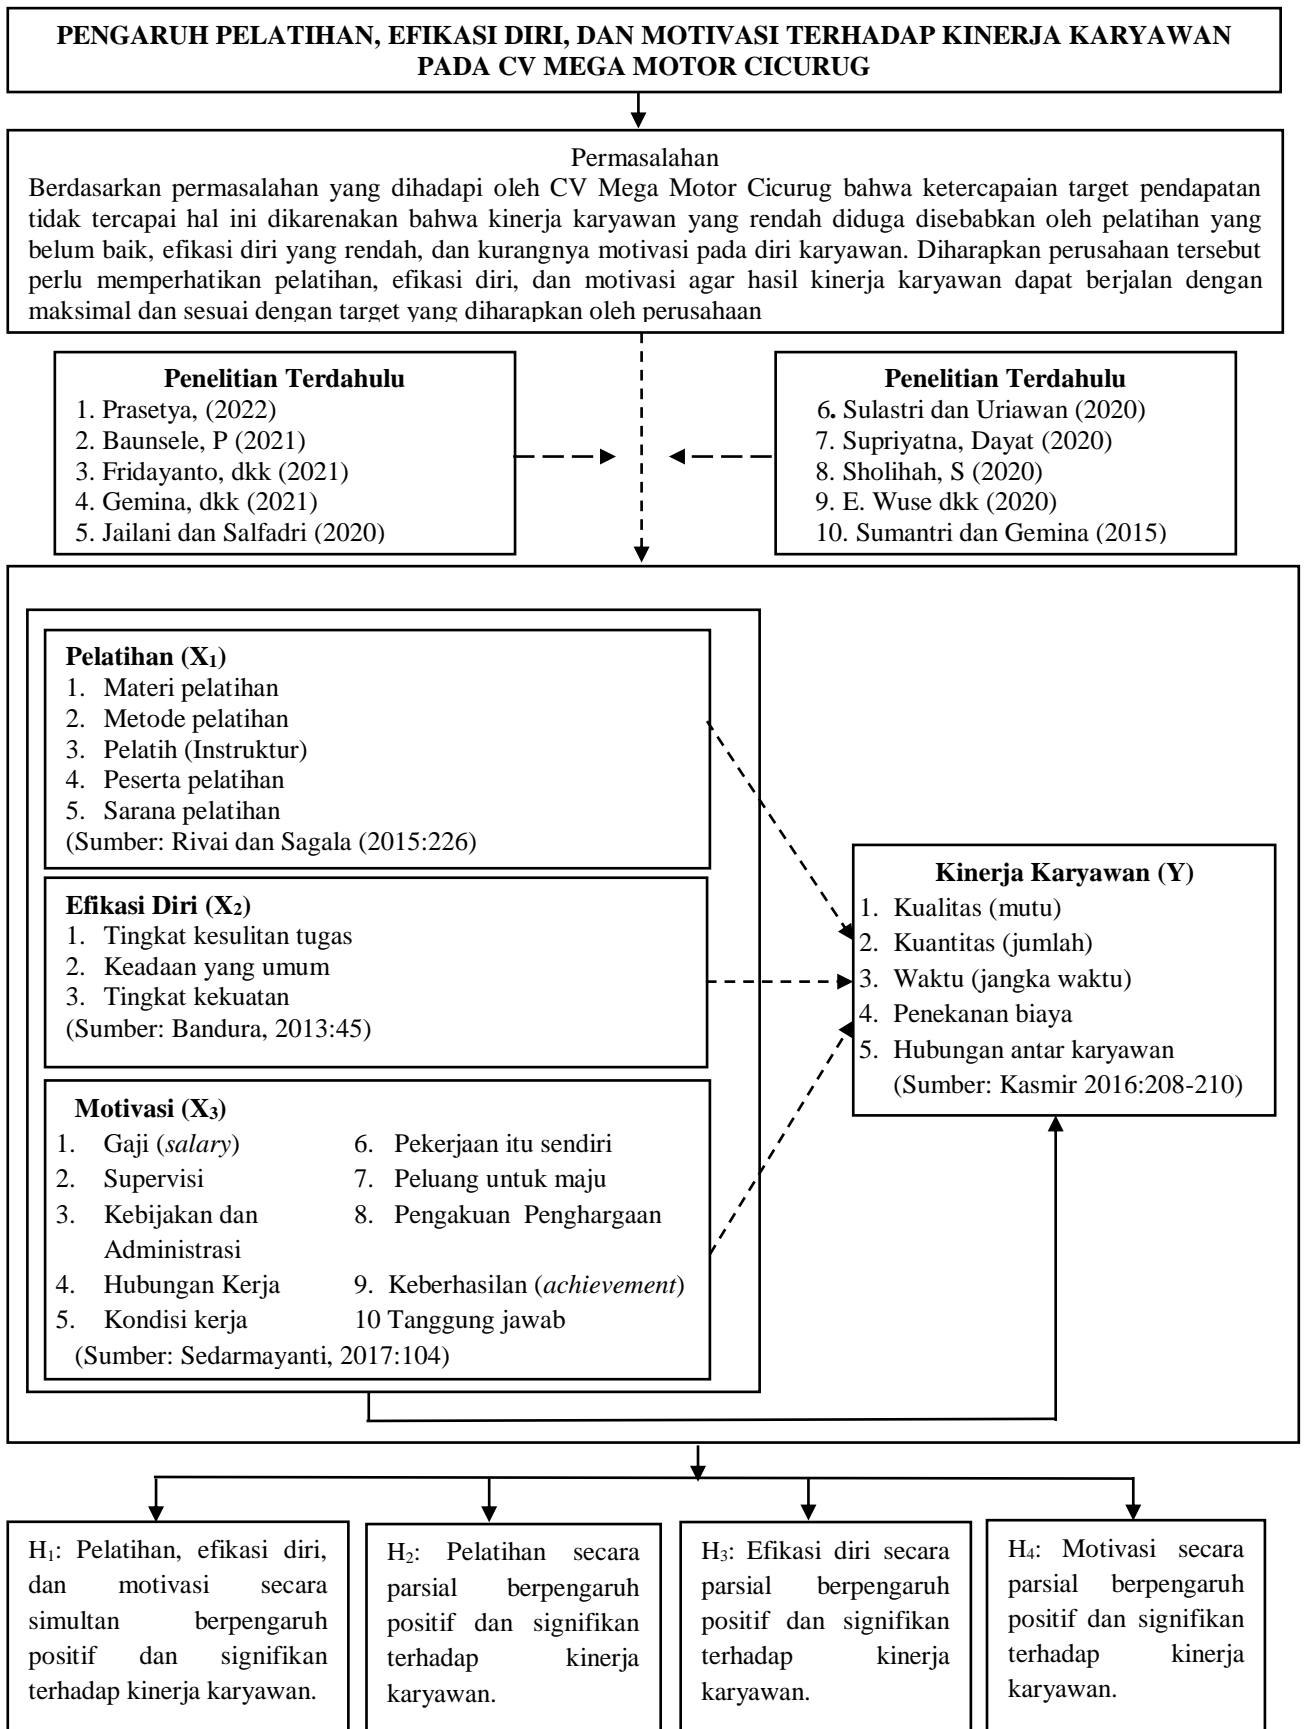 PENGARUH PELATIHAN, EFIKASI DIRI, DAN MOTIVASI TERHADAP KINERJA KARYAWAN
PADA CV MEGA MOTOR CICURUG
Permasalahan
Berdasarkan permasalahan yang dihadapi oleh CV Mega Motor Cicurug bahwa ketercapaian target pendapatan
tidak tercapai hal ini dikarenakan bahwa kinerja karyawan yang rendah diduga disebabkan oleh pelatihan yang
belum baik, efikasi diri yang rendah, dan kurangnya motivasi pada diri karyawan. Diharapkan perusahaan tersebut
perlu memperhatikan pelatihan, efikasi diri, dan motivasi agar hasil kinerja karyawan dapat berjalan dengan
maksimal dan sesuai dengan target yang diharapkan oleh perusahaan
Penelitian Terdahulu
1. Prasetya, (2022)
2. Baunsele, P (2021)
3. Fridayanto, dkk (2021)
4. Gemina, dkk (2021)
5. Jailani dan Salfadri (2020)
Penelitian Terdahulu
6. Sulastri dan Uriawan (2020)
7. Supriyatna, Dayat (2020)
8. Sholihah, S (2020)
9. E. Wuse dkk (2020)
10. Sumantri dan Gemina (2015)
Pelatihan (X₁)
1. Materi pelatihan
2. Metode pelatihan
3. Pelatih (Instruktur)
4. Peserta pelatihan
5. Sarana pelatihan
(Sumber: Rivai dan Sagala (2015:226)
Efikasi Diri (X₂)
1. Tingkat kesulitan tugas
2. Keadaan yang umum
3. Tingkat kekuatan
(Sumber: Bandura, 2013:45)
Motivasi (X₃)
1. Gaji (salary)
2. Supervisi
3. Kebijakan dan
Administrasi
4. Hubungan Kerja
5. Kondisi kerja
6. Pekerjaan itu sendiri
7. Peluang untuk maju
8. Pengakuan Penghargaan
9. Keberhasilan (achievement)
10 Tanggung jawab
(Sumber: Sedarmayanti, 2017:104)
Kinerja Karyawan (Y)
1. Kualitas (mutu)
2. Kuantitas (jumlah)
3. Waktu (jangka waktu)
4. Penekanan biaya
5. Hubungan antar karyawan
(Sumber: Kasmir 2016:208-210)
H₁: Pelatihan, efikasi diri,
dan motivasi secara
simultan berpengaruh
positif dan signifikan
terhadap kinerja karyawan.
H₂: Pelatihan secara
parsial berpengaruh
positif dan signifikan
terhadap kinerja
karyawan.
H₃: Efikasi diri secara
parsial berpengaruh
positif dan signifikan
terhadap kinerja
karyawan.
H₄: Motivasi secara
parsial berpengaruh
positif dan signifikan
terhadap kinerja
karyawan.